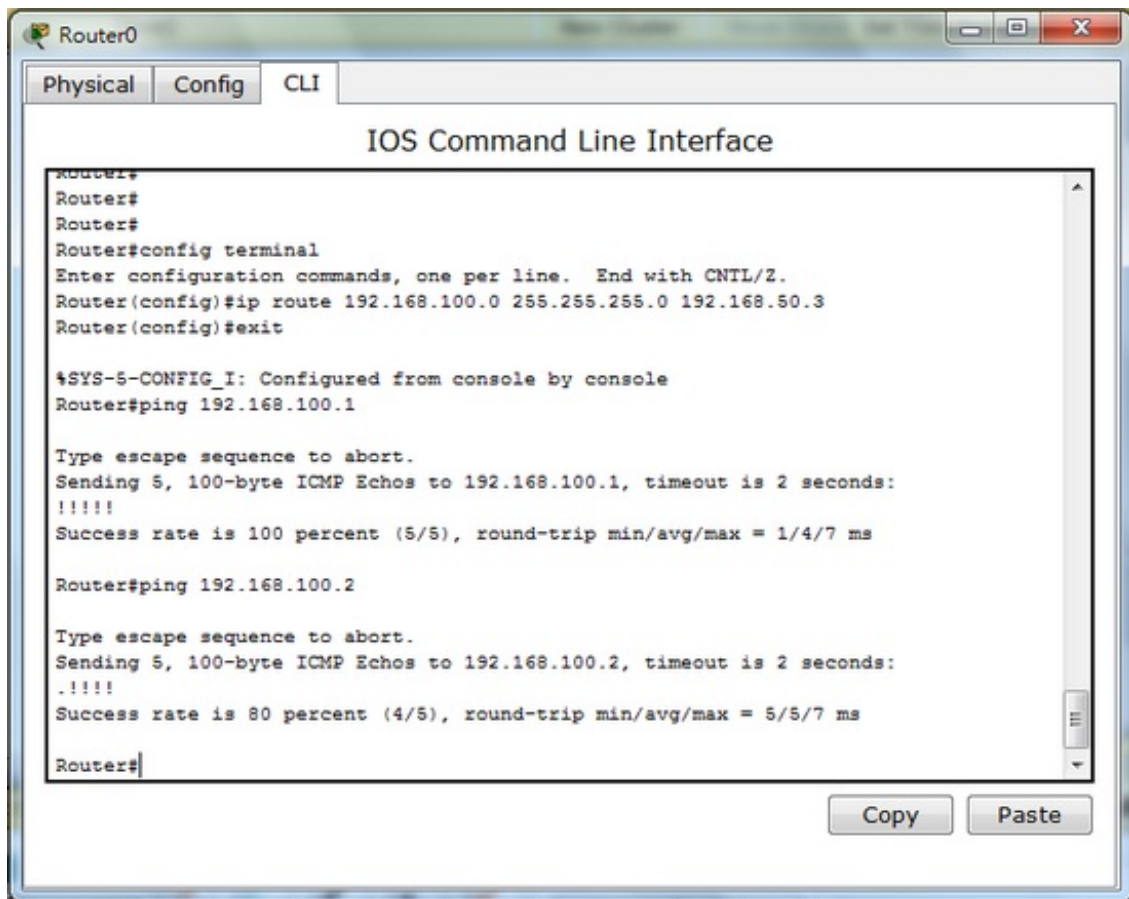 Router0
Physical Config CLI
IOS Command Line Interface
Router#
Router#
Router#
Router#config terminal
Enter configuration commands, one per line.  End with CNTL/Z.
Router(config)#ip route 192.168.100.0 255.255.255.0 192.168.50.3
Router(config)#exit
%SYS-5-CONFIG_I: Configured from console by console
Router#ping 192.168.100.1
Type escape sequence to abort.
Sending 5, 100-byte ICMP Echos to 192.168.100.1, timeout is 2 seconds:
!!!!!
Success rate is 100 percent (5/5), round-trip min/avg/max = 1/4/7 ms
Router#ping 192.168.100.2
Type escape sequence to abort.
Sending 5, 100-byte ICMP Echos to 192.168.100.2, timeout is 2 seconds:
.!!!!
Success rate is 80 percent (4/5), round-trip min/avg/max = 5/5/7 ms
Router#
Copy Paste